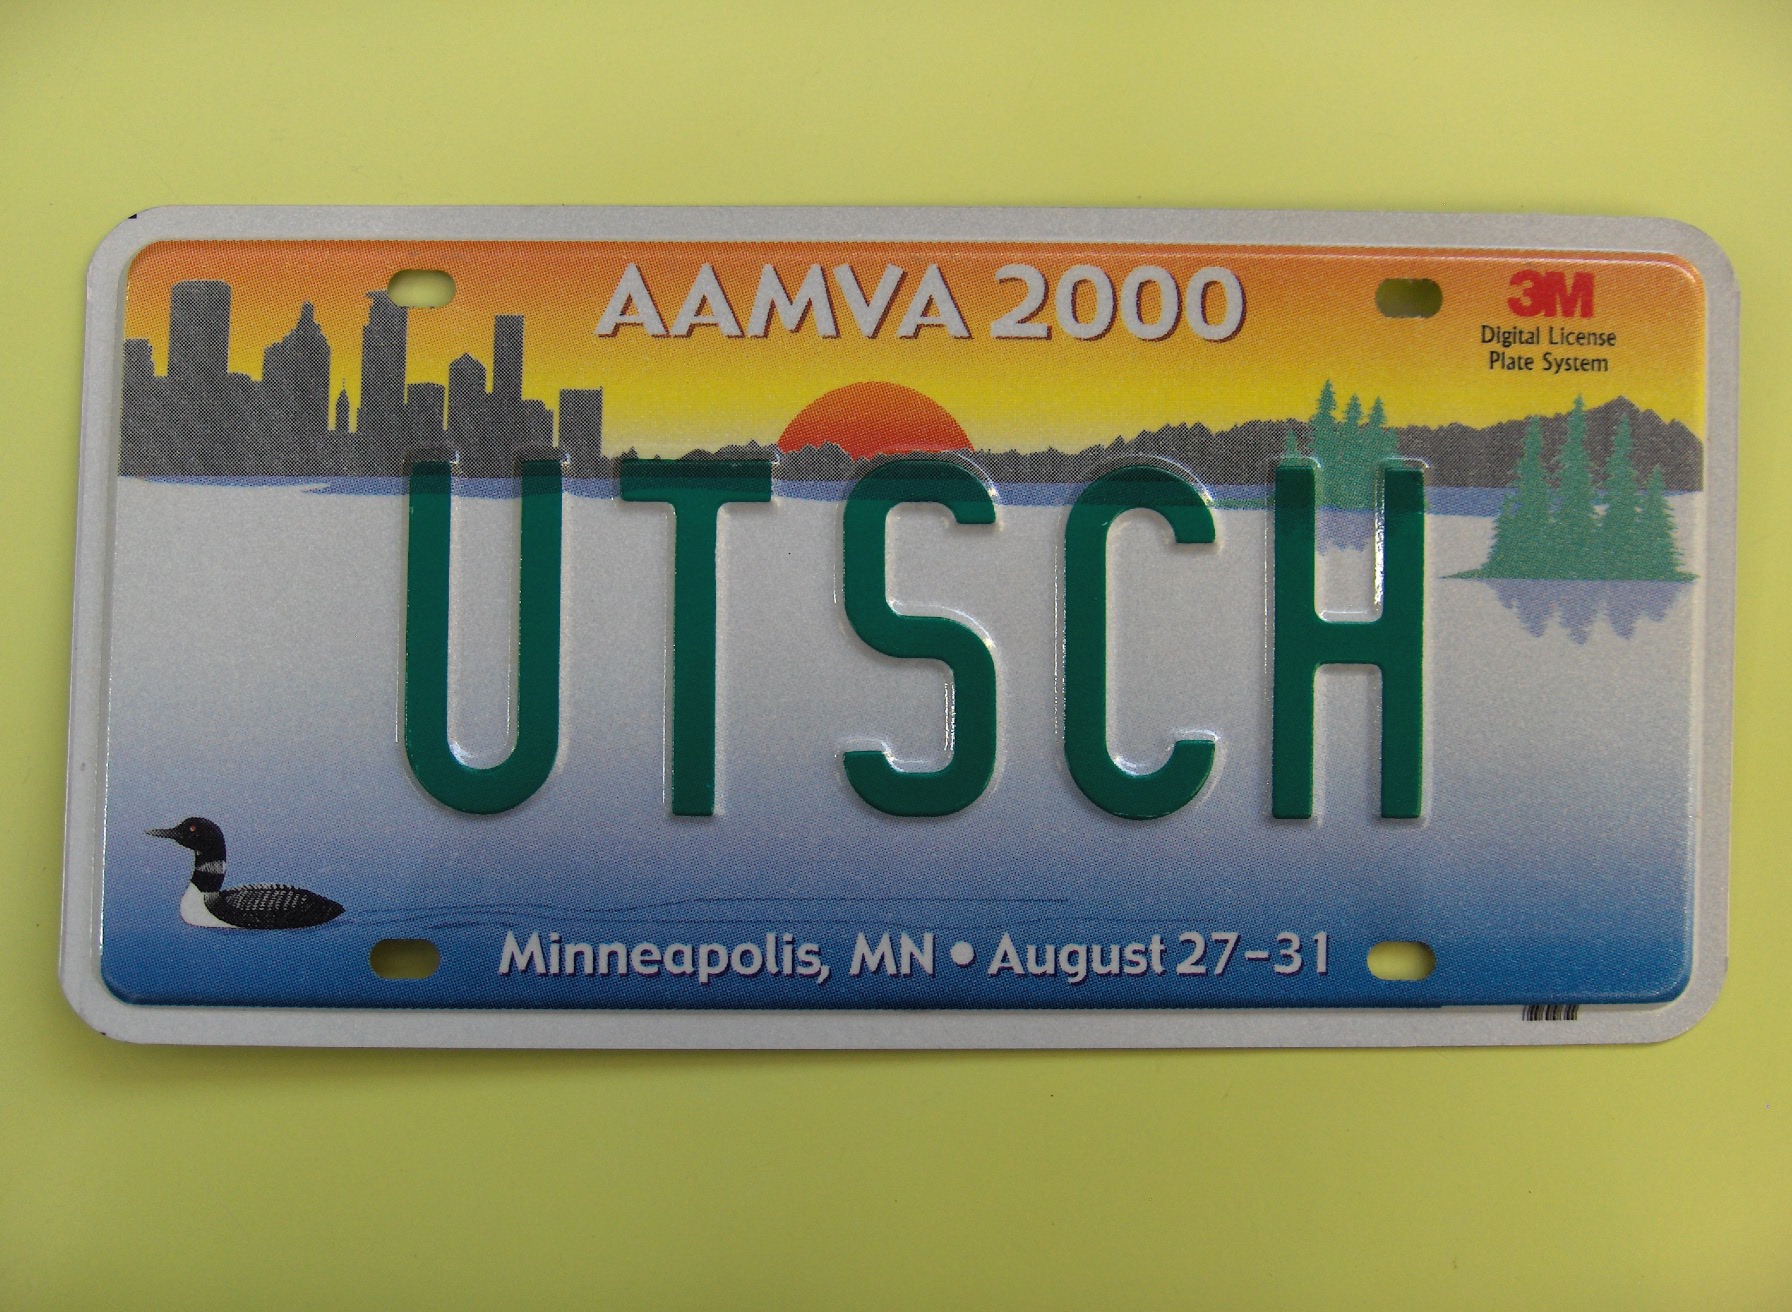 AAMVA 2000
3M
Digital License
Plate System
UTSCH
Minneapolis, MN • August 27-31